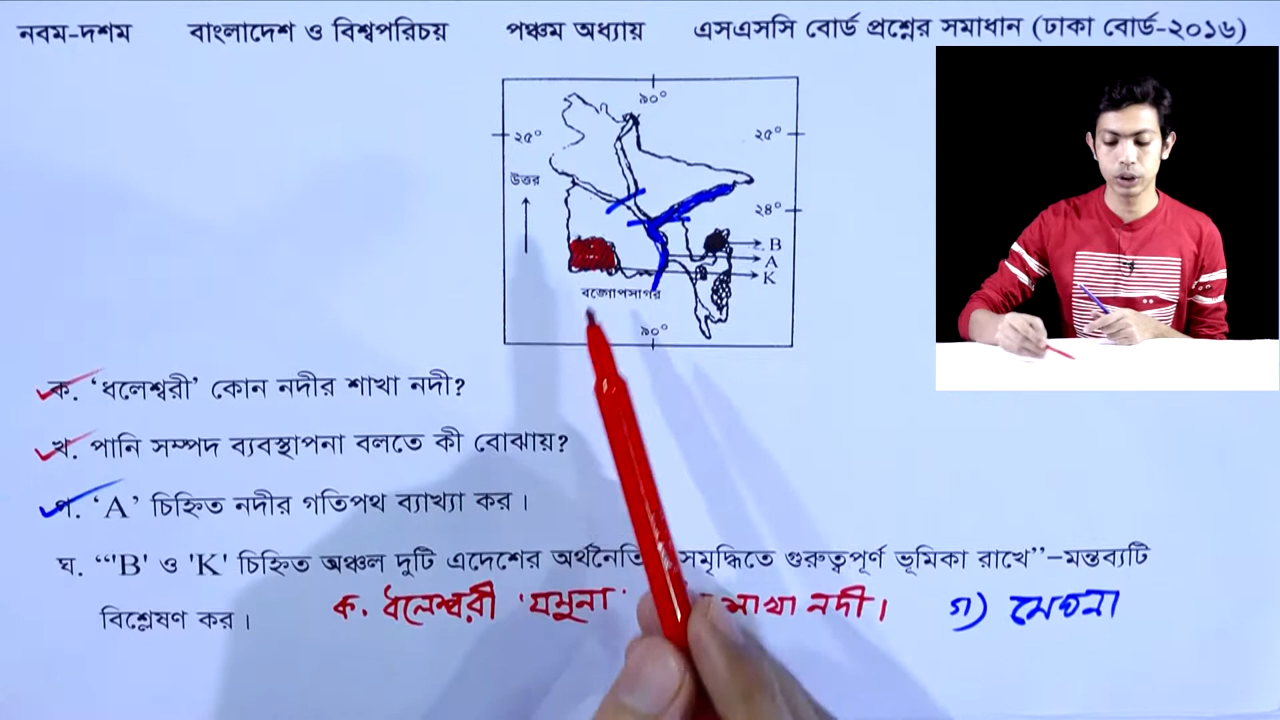 নবম-দশম বাংলাদেশ ও বিশ্বপরিচয় পঞ্চম অধ্যায় এসএসসি বোর্ড প্রশ্নের সমাধান (ঢাকা বোর্ড-২০১৬)
৯০°
২৫° ২৫°
উত্তর
২৪°
B
A
K
বঙ্গোপসাগর
৯০°
ক. ‘ধলেশ্বরী’ কোন নদীর শাখা নদী?
খ. পানি সম্পদ ব্যবস্থাপনা বলতে কী বোঝায়?
গ. ‘A’ চিহ্নিত নদীর গতিপথ ব্যাখ্যা কর।
ঘ. “'B' ও 'K' চিহ্নিত অঞ্চল দুটি এদেশের সমৃদ্ধিতে গুরুত্বপূর্ণ ভূমিকা রাখে”-মন্তব্যটি
বিশ্লেষণ কর।
ক. ধলেশ্বরী ‘যমুনা’ শাখা নদী। গ) মেঘনা